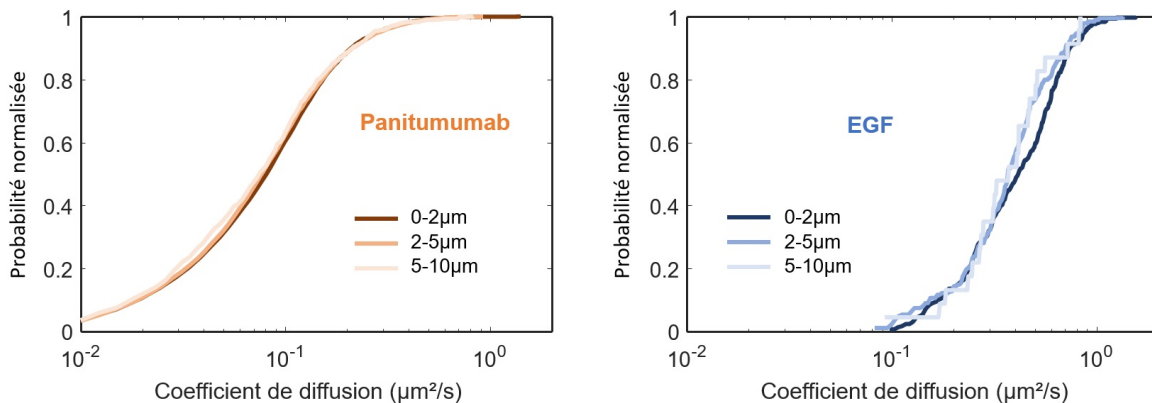 1
0.8
0.6
0.4
0.2
0
Probabilité normalisée
Panitumumab
0-2µm
2-5µm
5-10µm
10-2
10-1
100
Coefficient de diffusion (µm²/s)
1
0.8
0.6
0.4
0.2
0
Probabilité normalisée
EGF
0-2µm
2-5µm
5-10µm
10-2
10-1
100
Coefficient de diffusion (µm²/s)